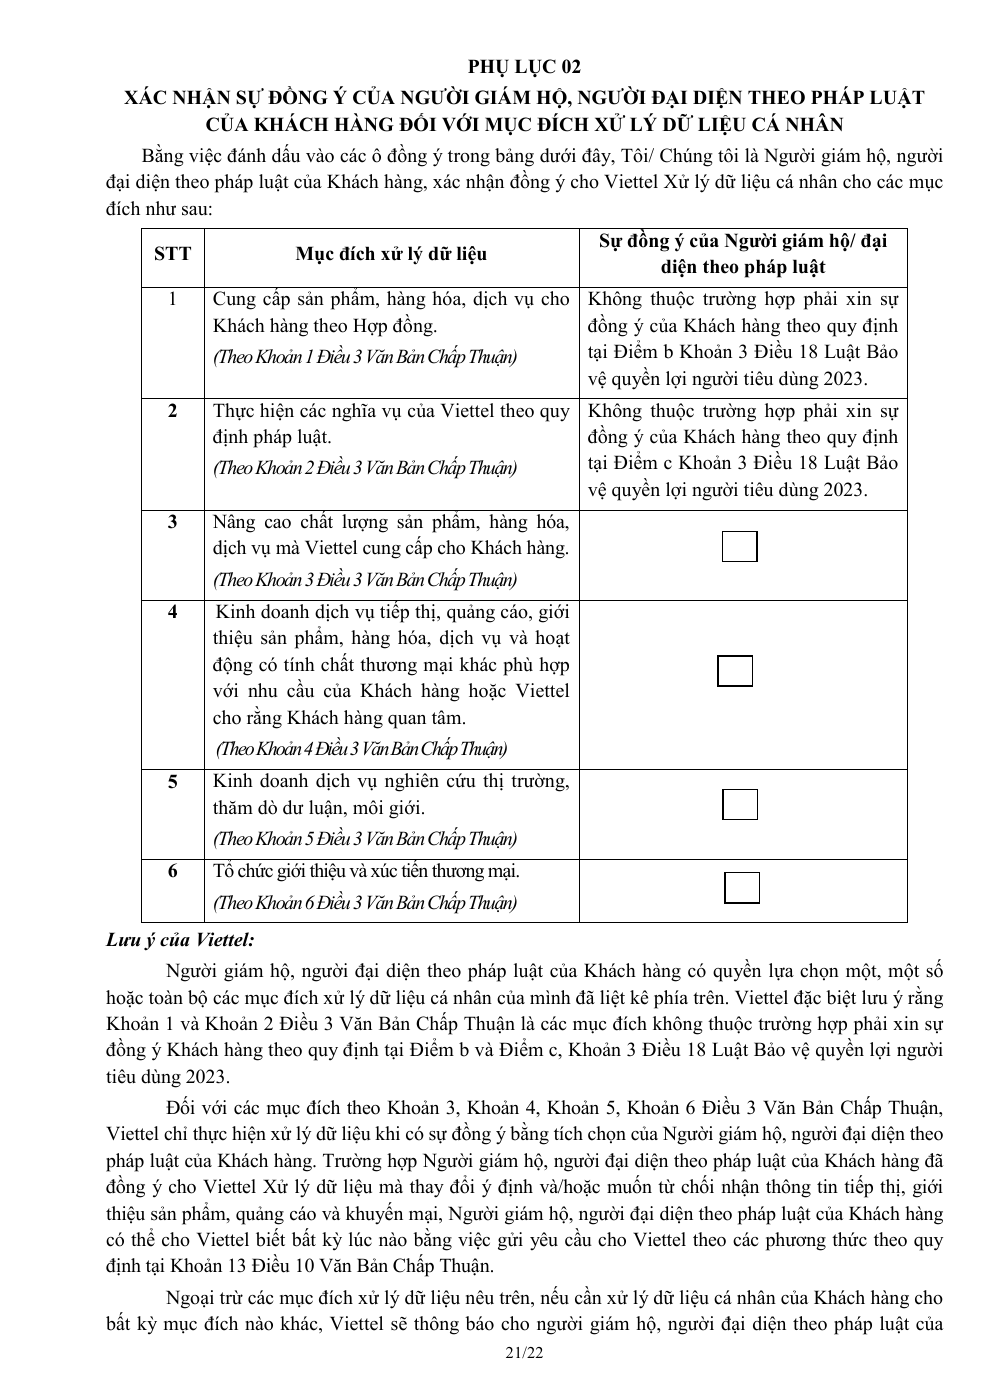 PHỤ LỤC 02
XÁC NHẬN SỰ ĐỒNG Ý CỦA NGƯỜI GIÁM HỘ, NGƯỜI ĐẠI DIỆN THEO PHÁP LUẬT
CỦA KHÁCH HÀNG ĐỐI VỚI MỤC ĐÍCH XỬ LÝ DỮ LIỆU CÁ NHÂN
Bằng việc đánh dấu vào các ô đồng ý trong bảng dưới đây, Tôi/ Chúng tôi là Người giám hộ, người
đại diện theo pháp luật của Khách hàng, xác nhận đồng ý cho Viettel Xử lý dữ liệu cá nhân cho các mục
đích như sau:
STT
Mục đích xử lý dữ liệu
Sự đồng ý của Người giám hộ/ đại
diện theo pháp luật
1
Cung cấp sản phẩm, hàng hóa, dịch vụ cho
Khách hàng theo Hợp đồng.
(Theo Khoản 1 Điều 3 Văn Bản Chấp Thuận)
Không thuộc trường hợp phải xin sự
đồng ý của Khách hàng theo quy định
tại Điểm b Khoản 3 Điều 18 Luật Bảo
vệ quyền lợi người tiêu dùng 2023.
2
Thực hiện các nghĩa vụ của Viettel theo quy
định pháp luật.
(Theo Khoản 2 Điều 3 Văn Bản Chấp Thuận)
Không thuộc trường hợp phải xin sự
đồng ý của Khách hàng theo quy định
tại Điểm c Khoản 3 Điều 18 Luật Bảo
vệ quyền lợi người tiêu dùng 2023.
3
Nâng cao chất lượng sản phẩm, hàng hóa,
dịch vụ mà Viettel cung cấp cho Khách hàng.
(Theo Khoản 3 Điều 3 Văn Bản Chấp Thuận)
4
Kinh doanh dịch vụ tiếp thị, quảng cáo, giới
thiệu sản phẩm, hàng hóa, dịch vụ và hoạt
động có tính chất thương mại khác phù hợp
với nhu cầu của Khách hàng hoặc Viettel
cho rằng Khách hàng quan tâm.
(Theo Khoản 4 Điều 3 Văn Bản Chấp Thuận)
5
Kinh doanh dịch vụ nghiên cứu thị trường,
thăm dò dư luận, môi giới.
(Theo Khoản 5 Điều 3 Văn Bản Chấp Thuận)
6
Tổ chức giới thiệu và xúc tiến thương mại.
(Theo Khoản 6 Điều 3 Văn Bản Chấp Thuận)
Lưu ý của Viettel:
Người giám hộ, người đại diện theo pháp luật của Khách hàng có quyền lựa chọn một, một số
hoặc toàn bộ các mục đích xử lý dữ liệu cá nhân của mình đã liệt kê phía trên. Viettel đặc biệt lưu ý rằng
Khoản 1 và Khoản 2 Điều 3 Văn Bản Chấp Thuận là các mục đích không thuộc trường hợp phải xin sự
đồng ý Khách hàng theo quy định tại Điểm b và Điểm c, Khoản 3 Điều 18 Luật Bảo vệ quyền lợi người
tiêu dùng 2023.
Đối với các mục đích theo Khoản 3, Khoản 4, Khoản 5, Khoản 6 Điều 3 Văn Bản Chấp Thuận,
Viettel chỉ thực hiện xử lý dữ liệu khi có sự đồng ý bằng tích chọn của Người giám hộ, người đại diện theo
pháp luật của Khách hàng. Trường hợp Người giám hộ, người đại diện theo pháp luật của Khách hàng đã
đồng ý cho Viettel Xử lý dữ liệu mà thay đổi ý định và/hoặc muốn từ chối nhận thông tin tiếp thị, giới
thiệu sản phẩm, quảng cáo và khuyến mại, Người giám hộ, người đại diện theo pháp luật của Khách hàng
có thể cho Viettel biết bất kỳ lúc nào bằng việc gửi yêu cầu cho Viettel theo các phương thức theo quy
định tại Khoản 13 Điều 10 Văn Bản Chấp Thuận.
Ngoại trừ các mục đích xử lý dữ liệu nêu trên, nếu cần xử lý dữ liệu cá nhân của Khách hàng cho
bất kỳ mục đích nào khác, Viettel sẽ thông báo cho người giám hộ, người đại diện theo pháp luật của
21/22